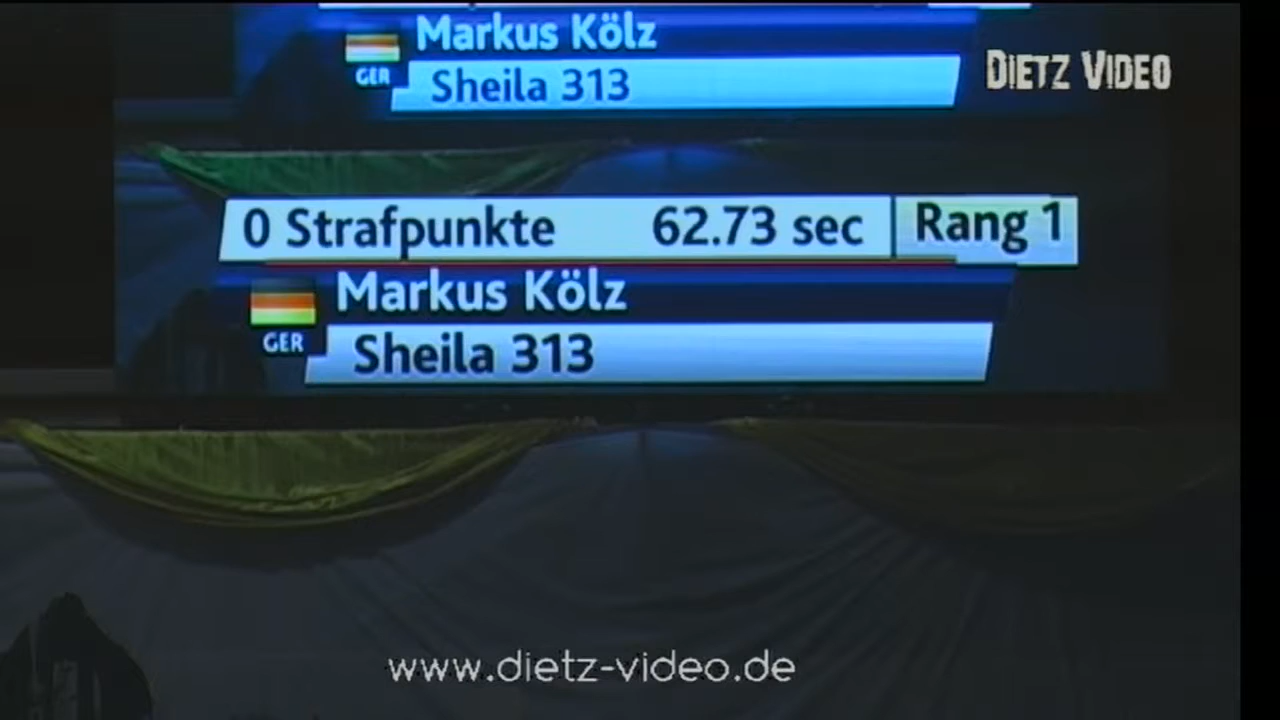 Markus Kölz
GER
Sheila 313
DIETZ VIDEO
0 Strafpunkte 62.73 sec Rang 1
Markus Kölz
GER
Sheila 313
www.dietz-video.de